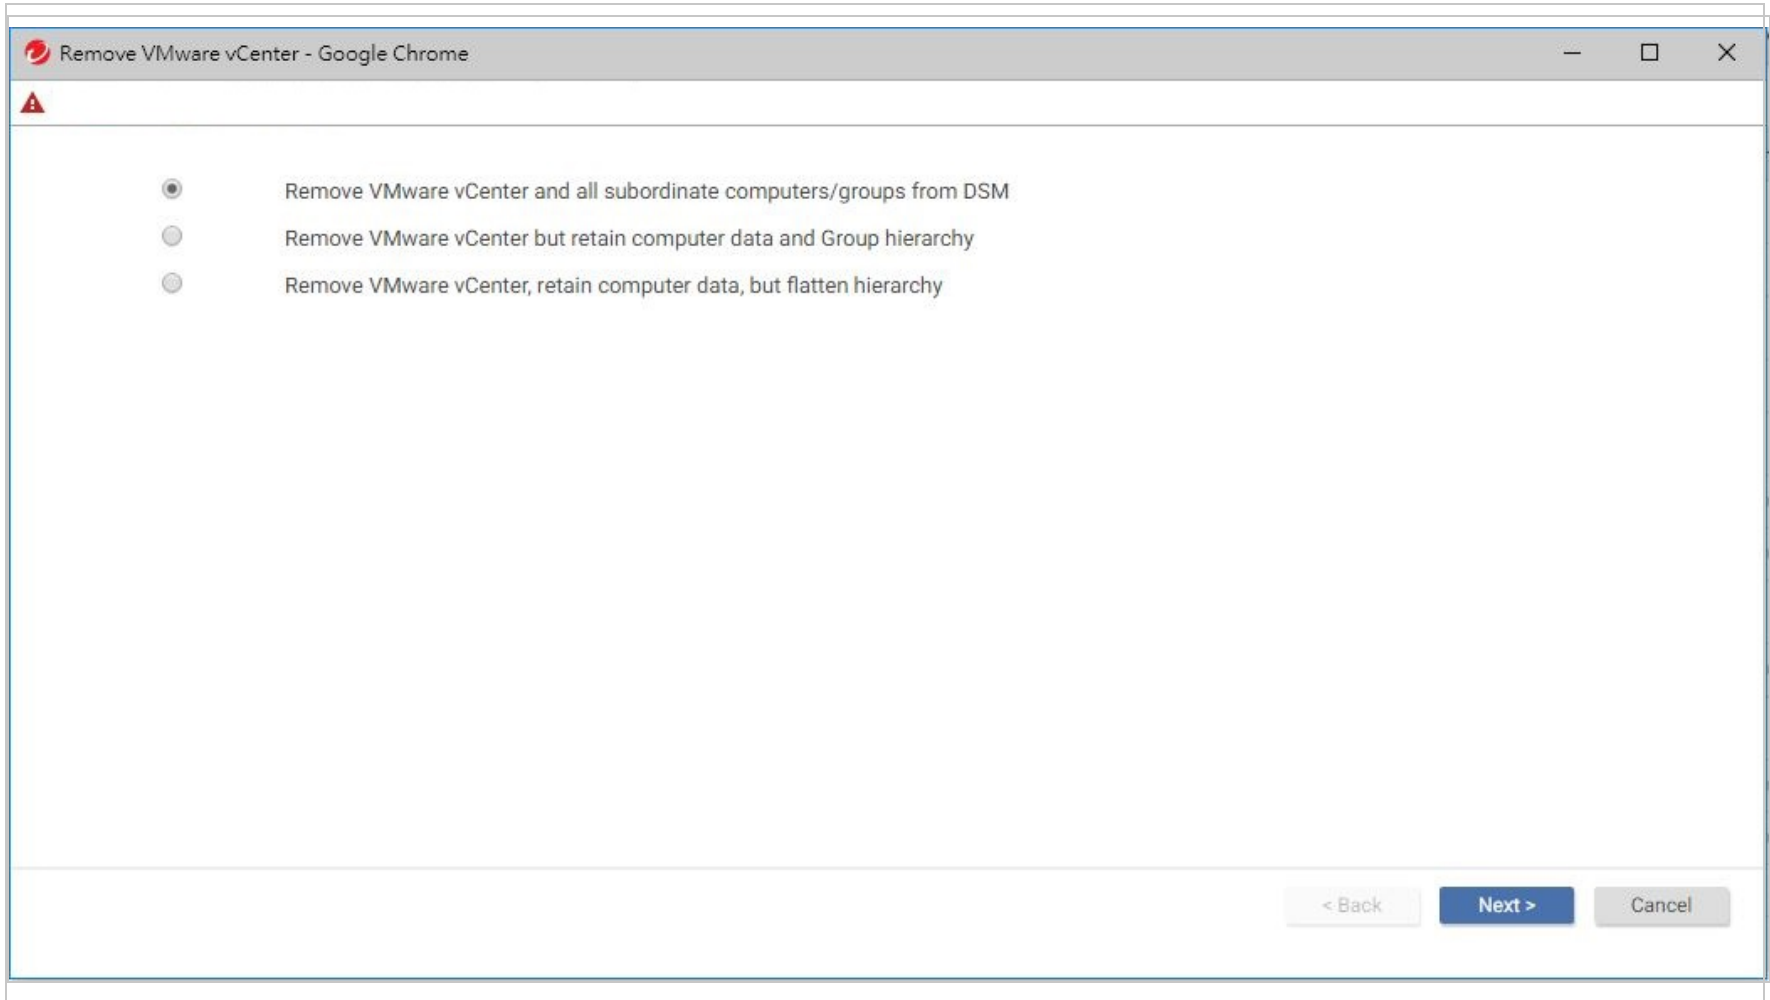 Remove VMware vCenter - Google Chrome
Remove VMware vCenter and all subordinate computers/groups from DSM
Remove VMware vCenter but retain computer data and Group hierarchy
Remove VMware vCenter, retain computer data, but flatten hierarchy
< Back Next > Cancel